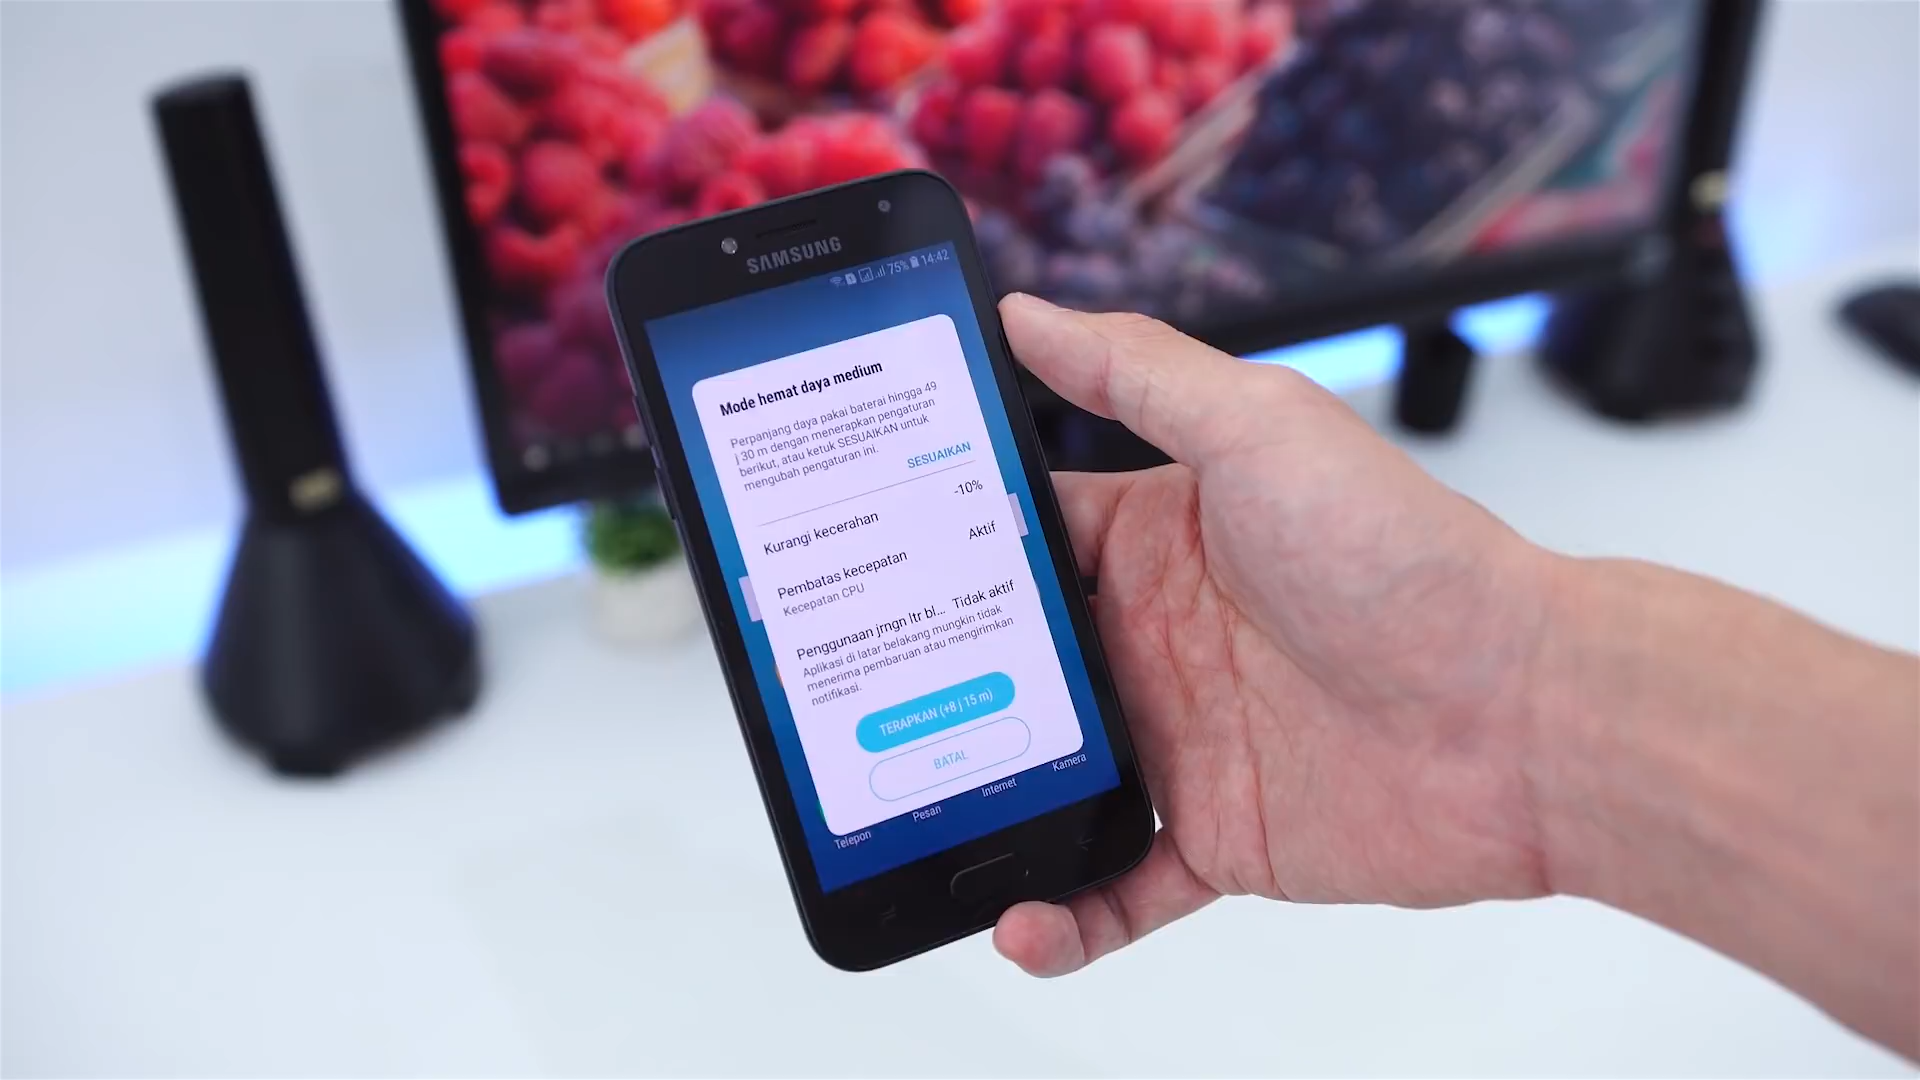 SAMSUNG
75% 14:42
Mode hemat daya medium
Perpanjang daya pakai baterai hingga 49
j 30 m dengan menerapkan pengaturan
berikut, atau ketuk SESUAIKAN untuk
mengubah pengaturan ini.
SESUAIKAN
Kurangi kecerahan -10%
Pembatas kecepatan Aktif
Kecepatan CPU
Penggunaan jrngn ltr bl... Tidak aktif
Aplikasi di latar belakang mungkin tidak
menerima pembaruan atau mengirimkan
notifikasi.
TERAPKAN (+8 j 15 m)
BATAL
Telepon Pesan Internet Kamera